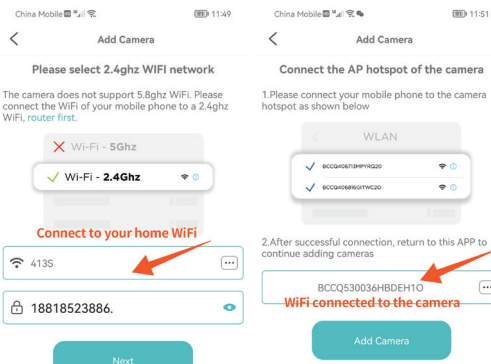 China Mobile 11:49
Add Camera
Please select 2.4ghz WIFI network
The camera does not support 5.8ghz WiFi. Please
connect the WiFi of your mobile phone to a 2.4ghz
WiFi, router first.
Wi-Fi - 5Ghz
Wi-Fi - 2.4Ghz
Connect to your home WiFi
413S
18818523886.
Next
China Mobile 11:51
Add Camera
Connect the AP hotspot of the camera
1.Please connect your mobile phone to the camera
hotspot as shown below
WLAN
BCCQ406713MPYRQ20
BCCQ406816GITWC20
2.After successful connection, return to this APP to
continue adding cameras
BCCQ530036HBDEH1O
WiFi connected to the camera
Add Camera